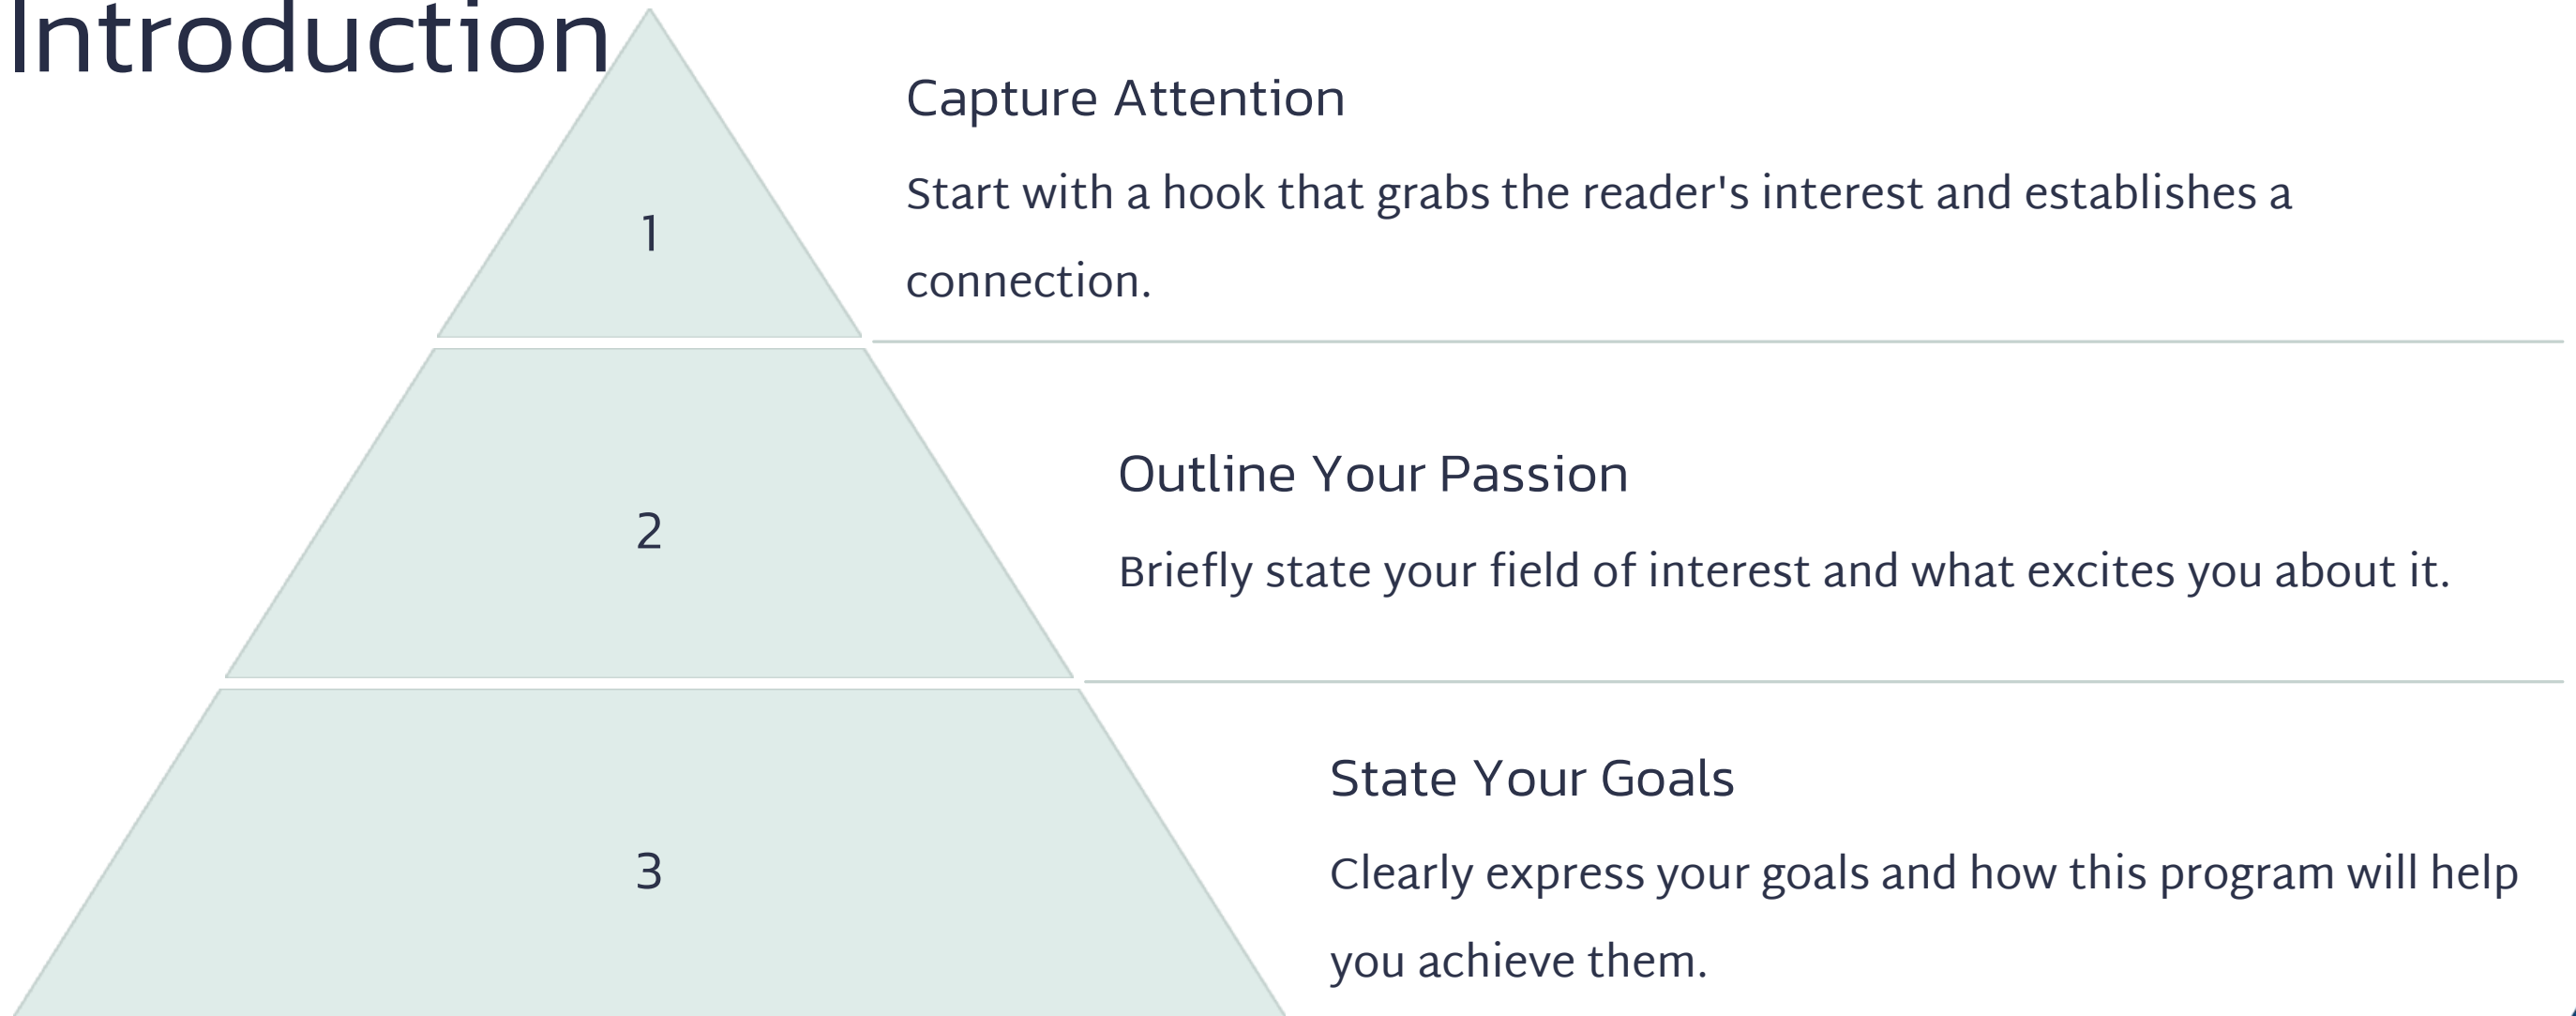 Introduction
Capture Attention
Start with a hook that grabs the reader's interest and establishes a
connection.
1
Outline Your Passion
Briefly state your field of interest and what excites you about it.
2
State Your Goals
Clearly express your goals and how this program will help
you achieve them.
3